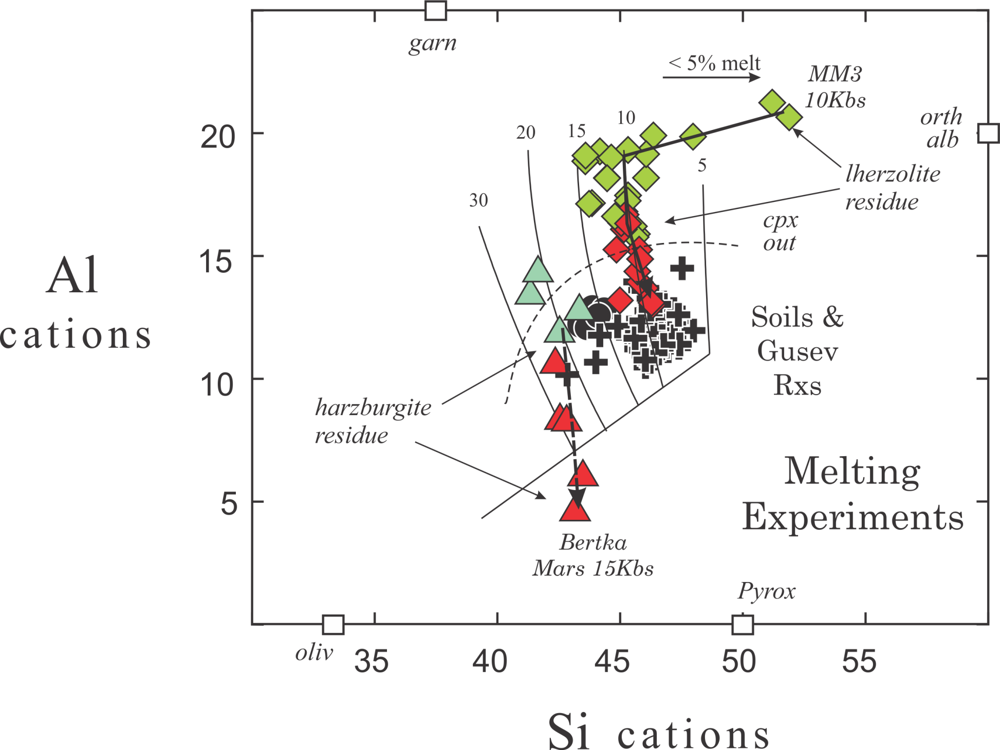 garn
< 5% melt
MM3
10Kbs
orth
alb
20
15
10
5
30
20
lherzolite
residue
cpx
out
15
Al
cations
Soils &
Gusev
Rxs
10
harzburgite
residue
Melting
Experiments
5
Bertka
Mars 15Kbs
Pyrox
oliv
35
40
45
50
55
Si cations